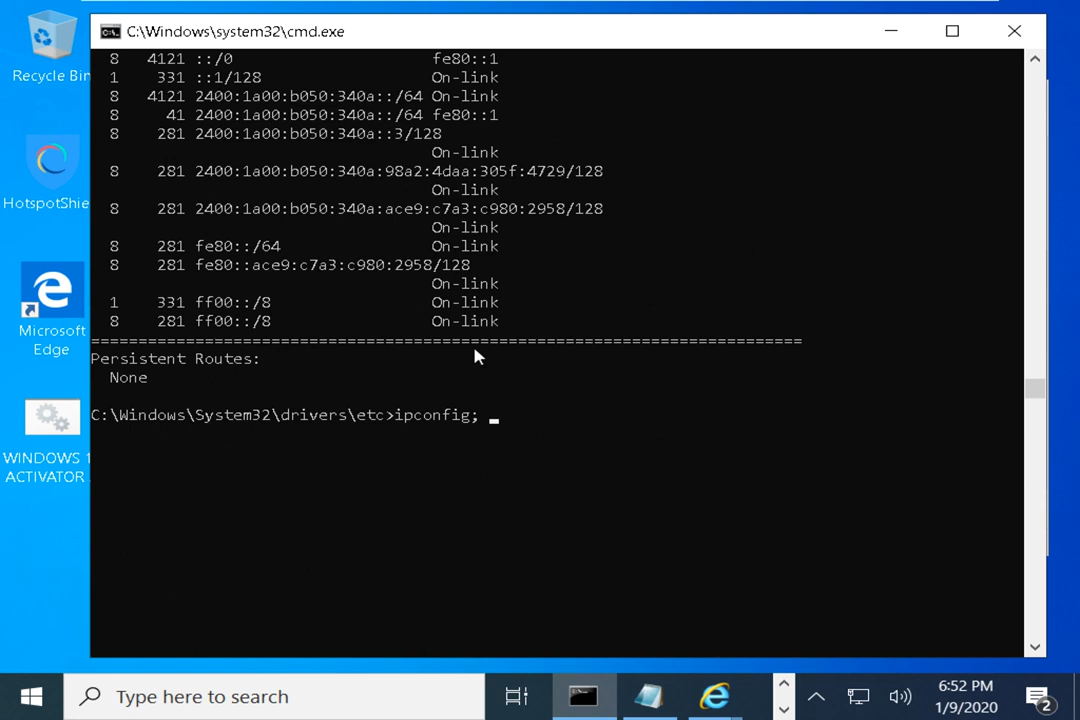 C:\Windows\system32\cmd.exe
8 4121 ::/0 fe80::1
1 331 ::1/128 On-link
8 4121 2400:1a00:b050:340a::/64 On-link
8 41 2400:1a00:b050:340a::/64 fe80::1
8 281 2400:1a00:b050:340a::3/128
On-link
8 281 2400:1a00:b050:340a:98a2:4daa:305f:4729/128
On-link
8 281 2400:1a00:b050:340a:ace9:c7a3:c980:2958/128
On-link
8 281 fe80::/64 On-link
8 281 fe80::ace9:c7a3:c980:2958/128
On-link
1 331 ff00::/8 On-link
8 281 ff00::/8 On-link
===========================================================================
Persistent Routes:
None
C:\Windows\System32\drivers\etc>ipconfig; _
Recycle Bin
HotspotShie
Microsoft
Edge
WINDOWS 1
ACTIVATOR
Type here to search
6:52 PM
1/9/2020
2